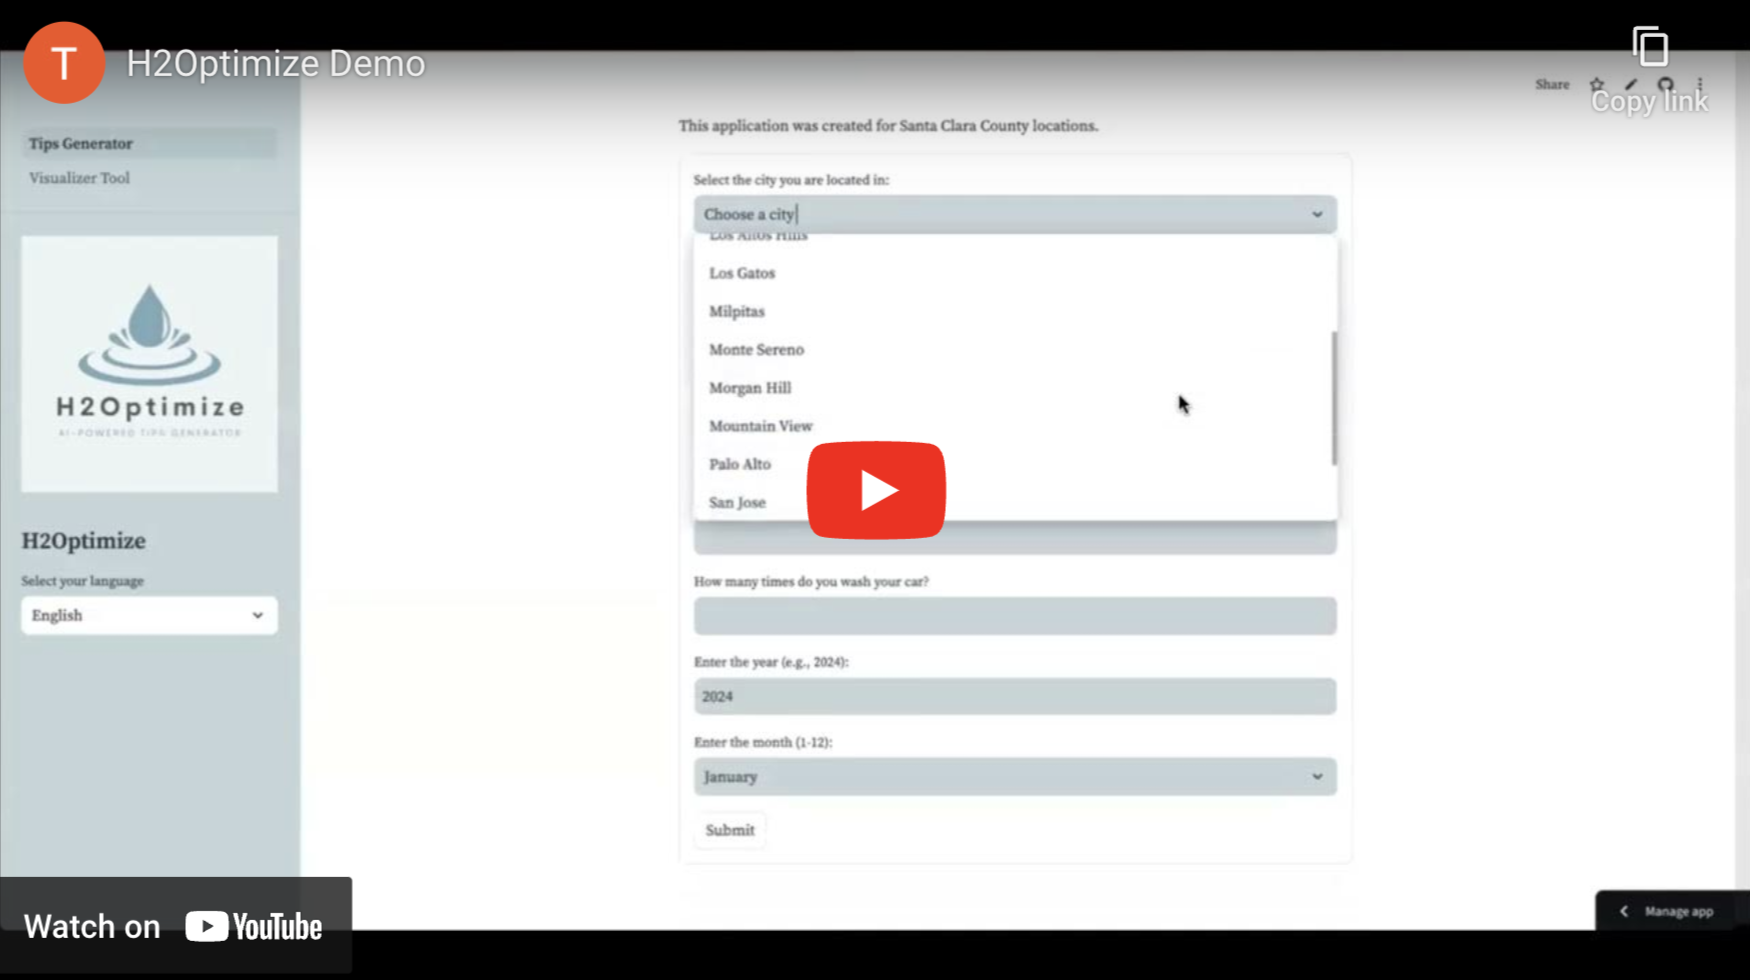 T
H2Optimize Demo
Copy link
Share
Tips Generator
Visualizer Tool
H2Optimize
AI-POWERED TIPS GENERATOR
H2Optimize
Select your language
English
This application was created for Santa Clara County locations.
Select the city you are located in:
Choose a city
Los Altos Hills
Los Gatos
Milpitas
Monte Sereno
Morgan Hill
Mountain View
Palo Alto
San Jose
How many times do you wash your car?
Enter the year (e.g., 2024):
2024
Enter the month (1-12):
January
Submit
Watch on YouTube
Manage app